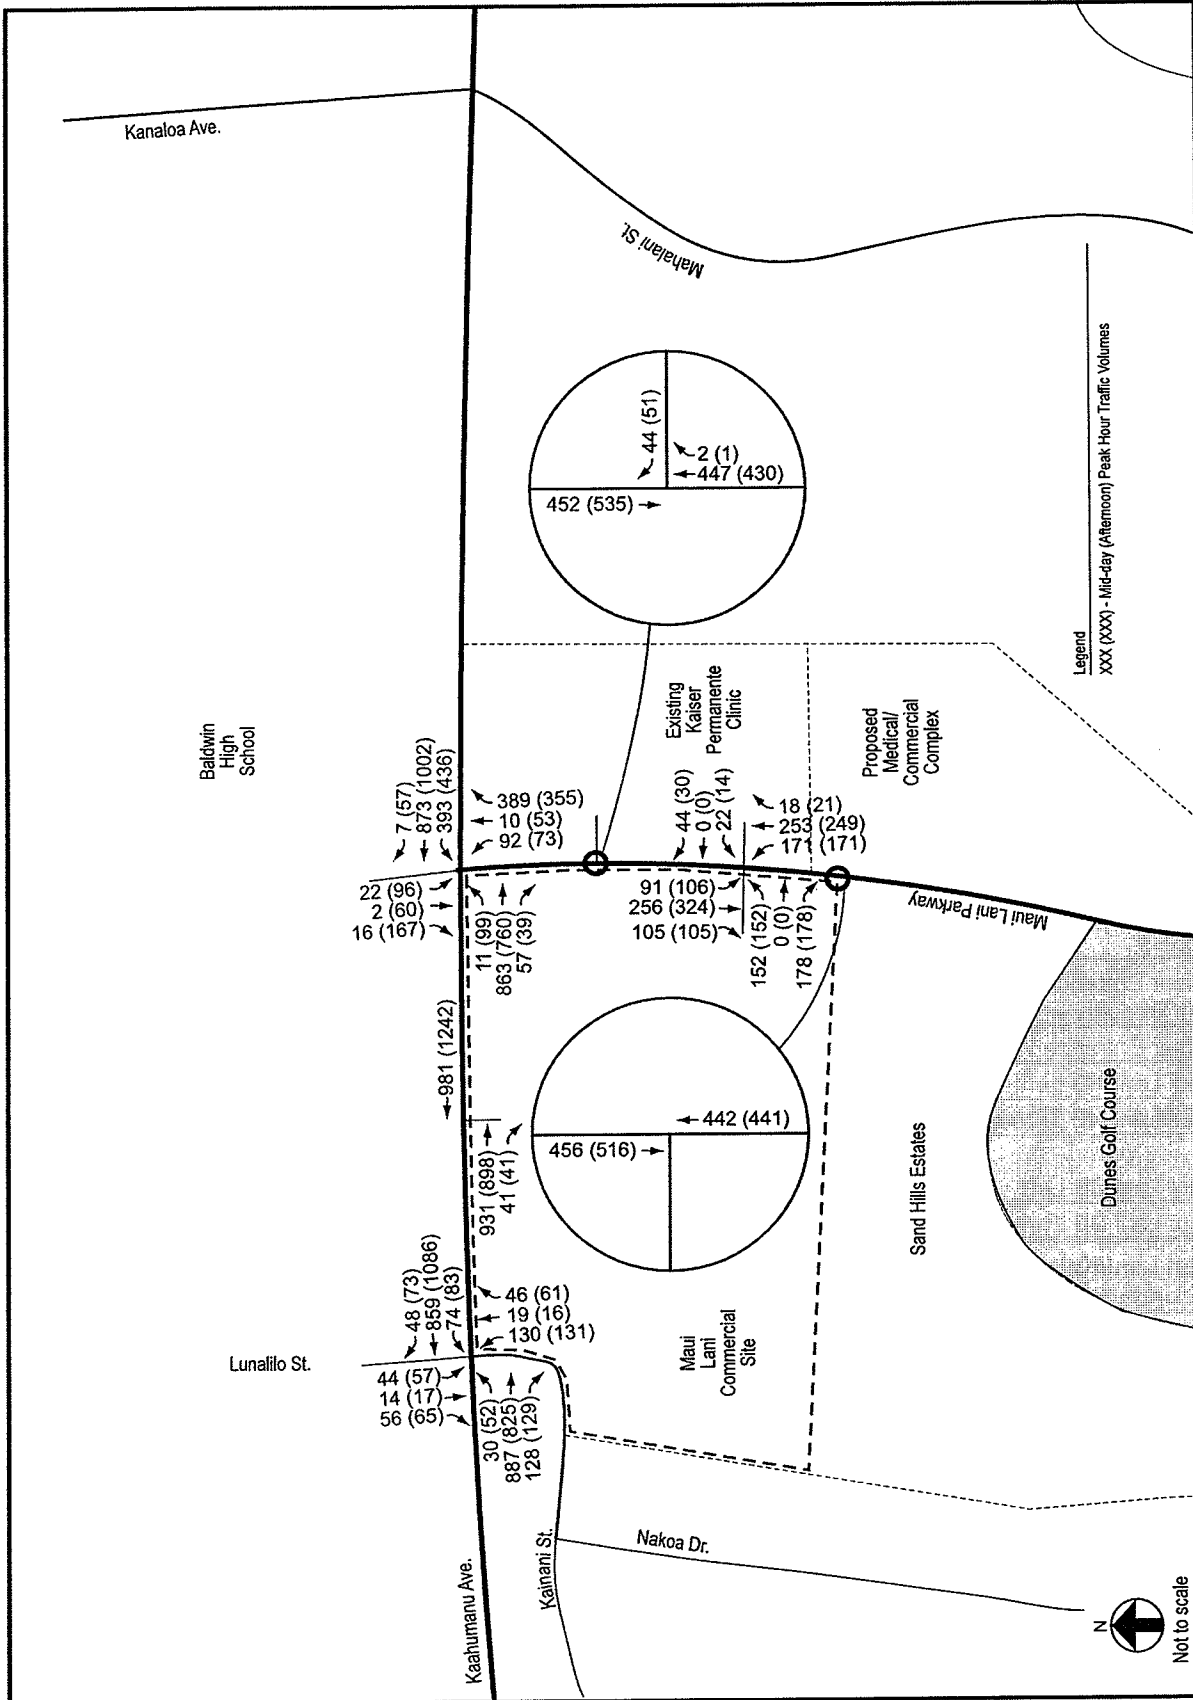 Kanaloa Ave.
Mahalani St.
Baldwin
High
School
44 (51)
2 (1)
447 (430)
452 (535)
Legend
XXX (XXX) - Mid-day (Afternoon) Peak Hour Traffic Volumes
Existing
Kaiser
Permanente
Clinic
Proposed
Medical/
Commercial
Complex
7 (57)
873 (1002)
393 (436)
389 (355)
10 (53)
92 (73)
22 (96)
2 (60)
16 (167)
11 (99)
863 (760)
57 (39)
44 (30)
0 (0)
22 (14)
18 (21)
253 (249)
171 (171)
91 (106)
256 (324)
105 (105)
152 (152)
0 (0)
178 (178)
Maui Lani Parkway
981 (1242)
931 (898)
41 (41)
442 (441)
456 (516)
Sand Hills Estates
Dunes Golf Course
Lunalilo St.
48 (73)
859 (1086)
74 (83)
46 (61)
19 (16)
130 (131)
44 (57)
14 (17)
56 (65)
30 (52)
887 (825)
128 (129)
Maui
Lani
Commercial
Site
Kaahumanu Ave.
Kainani St.
Nakoa Dr.
N
Not to scale